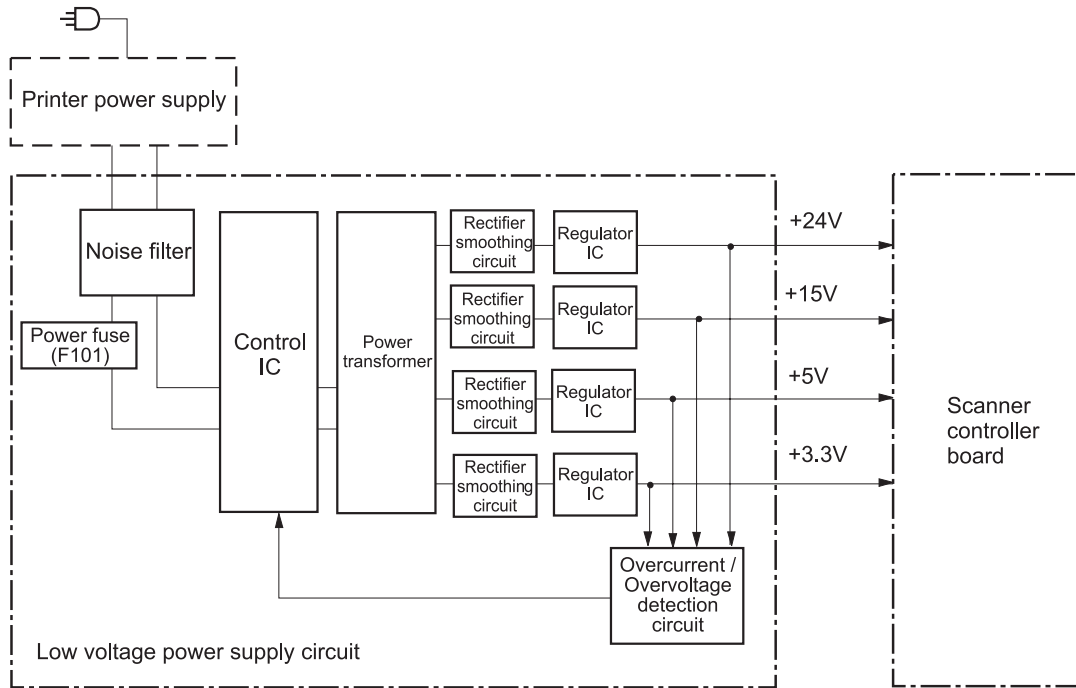 Printer power supply
Noise filter
Power fuse
(F101)
Control
IC
Power
transformer
Rectifier
smoothing
circuit
Regulator
IC
+24V
Rectifier
smoothing
circuit
Regulator
IC
+15V
Rectifier
smoothing
circuit
Regulator
IC
+5V
Rectifier
smoothing
circuit
Regulator
IC
+3.3V
Scanner
controller
board
Overcurrent /
Overvoltage
detection
circuit
Low voltage power supply circuit